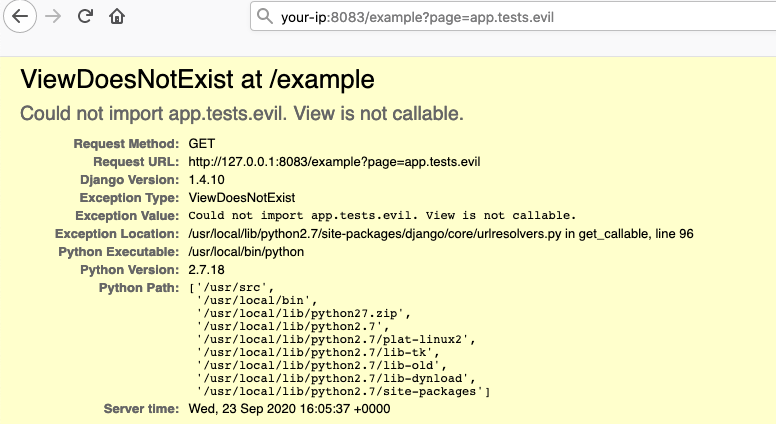 your-ip:8083/example?page=app.tests.evil
ViewDoesNotExist at /example
Could not import app.tests.evil. View is not callable.
Request Method: GET
Request URL: http://127.0.0.1:8083/example?page=app.tests.evil
Django Version: 1.4.10
Exception Type: ViewDoesNotExist
Exception Value: Could not import app.tests.evil. View is not callable.
Exception Location: /usr/local/lib/python2.7/site-packages/django/core/urlresolvers.py in get_callable, line 96
Python Executable: /usr/local/bin/python
Python Version: 2.7.18
Python Path: ['/usr/src',
'/usr/local/bin',
'/usr/local/lib/python27.zip',
'/usr/local/lib/python2.7',
'/usr/local/lib/python2.7/plat-linux2',
'/usr/local/lib/python2.7/lib-tk',
'/usr/local/lib/python2.7/lib-old',
'/usr/local/lib/python2.7/lib-dynload',
'/usr/local/lib/python2.7/site-packages']
Server time: Wed, 23 Sep 2020 16:05:37 +0000